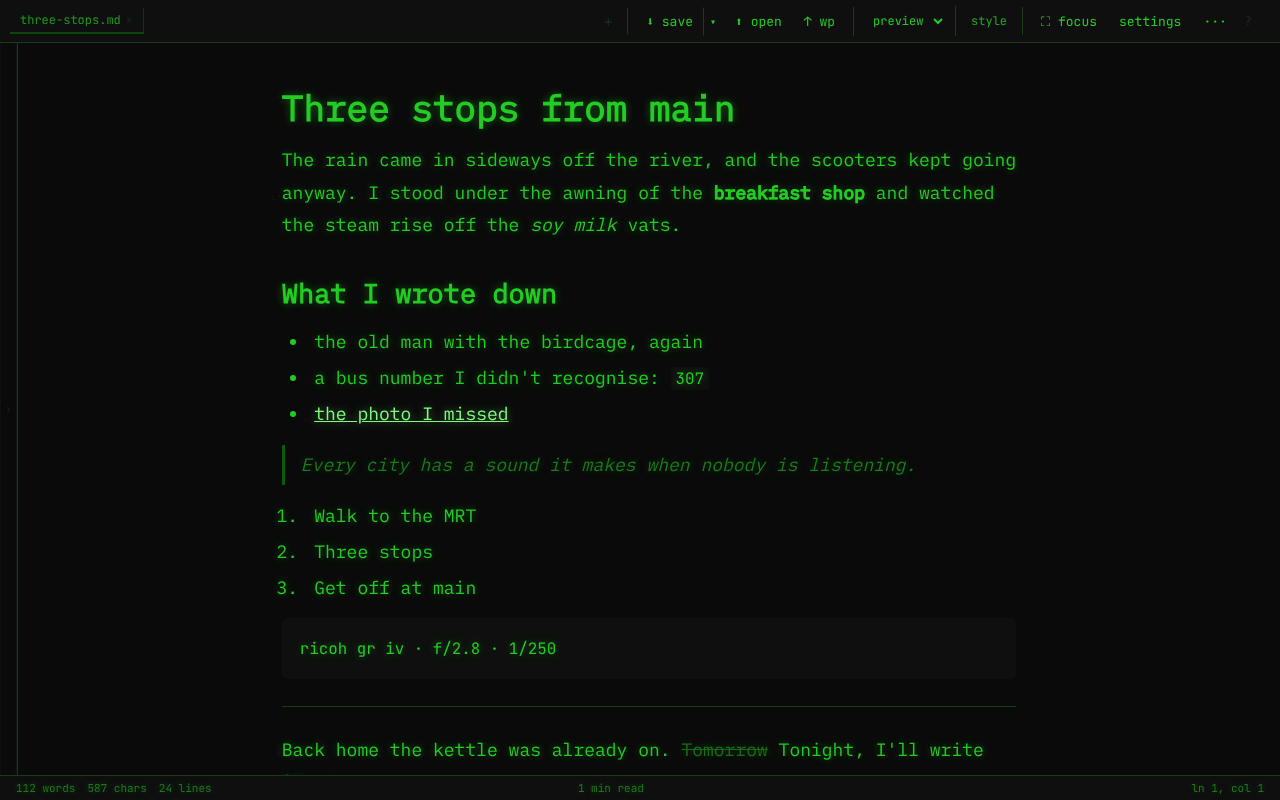 three-stops.md ×
+
⬇ save ▾
⬆ open
↑ wp
preview
style
⛶ focus
settings
···
?
Three stops from main
The rain came in sideways off the river, and the scooters kept going
anyway. I stood under the awning of the breakfast shop and watched
the steam rise off the soy milk vats.
What I wrote down
• the old man with the birdcage, again
• a bus number I didn't recognise: 307
• the photo I missed
Every city has a sound it makes when nobody is listening.
1. Walk to the MRT
2. Three stops
3. Get off at main
ricoh gr iv · f/2.8 · 1/250
Back home the kettle was already on. Tomorrow Tonight, I'll write
112 words 587 chars 24 lines
1 min read
ln 1, col 1